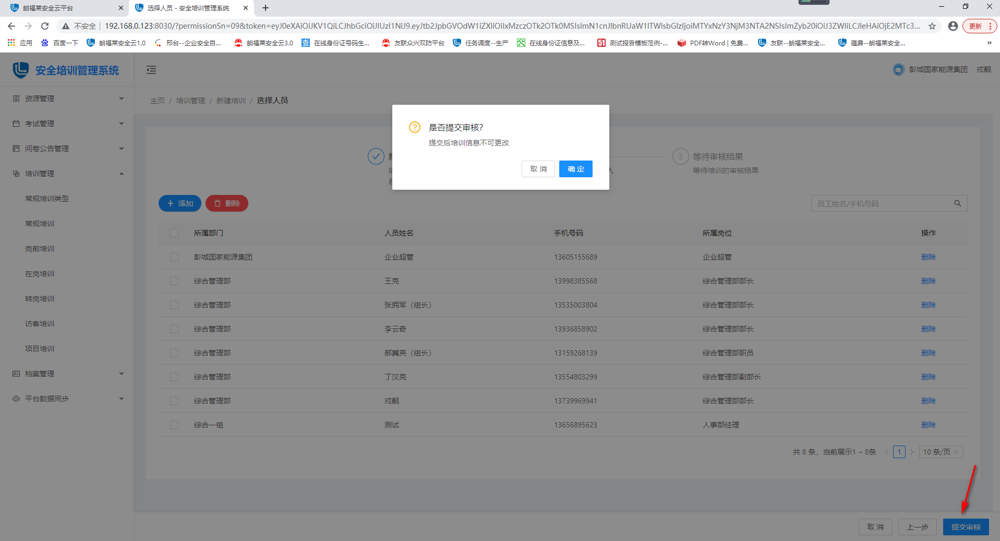 朗福莱安全云平台
选择人员 - 安全培训管理系统
不安全
192.168.0.123:8030/?permissionSn=09&token=eyJ0eXAiOiJKV1QiLCJhbGciOiJIUzI1NiJ9.eyJtb2JpbGVOdW1iZXIiOiIxMzczOTk2OTk0MSIsImN1cnJlbnRUaW1lTWlsbGlzIjoiMTYxNzY3NjM3NTA2NSIsImZyb20iOiJ3ZWIiLCJleHAiOjE2MTc3...
更新
应用
百度一下
朗福莱安全云1.0
邢台--企业安全自...
朗福莱安全云3.0
在线身份证号码生...
友联众兴双防平台
任务调度--生产
在线身份证信息及...
测试报告模板范例-...
PDF转Word | 免费...
友联--朗福莱安全...
蕴鼎--朗福莱安全...
»
安全培训管理系统
彭城国家能源集团
戎靓
资源管理
考试管理
问卷公告管理
培训管理
常规培训类型
常规培训
岗前培训
在岗培训
转岗培训
访客培训
项目培训
档案管理
平台数据同步
主页 / 培训管理 / 新建培训 / 选择人员
是否提交审核?
提交后培训信息不可更改
取 消
确 定
人
3
等待审核结果
等待培训的审核结果
添加
删除
员工姓名/手机号码
所属部门 人员姓名 手机号码 所属岗位 操作
彭城国家能源集团 企业超管 13605155689 企业超管 删除
综合管理部 王克 13998385568 综合管理部部长 删除
综合管理部 张拥军（组长） 13535003804 综合管理部部长 删除
综合管理部 李云奇 13936858902 综合管理部部长 删除
综合管理部 郝冀英（组长） 13159268139 综合管理部职员 删除
综合管理部 丁汉亮 13554803299 综合管理部副部长 删除
综合管理部 戎靓 13739969941 综合管理部部长 删除
综合一组 测试 13656895623 人事部经理 删除
共 8 条，当前展示1 ~ 8条
1
10 条/页
取 消
上一步
提交审核